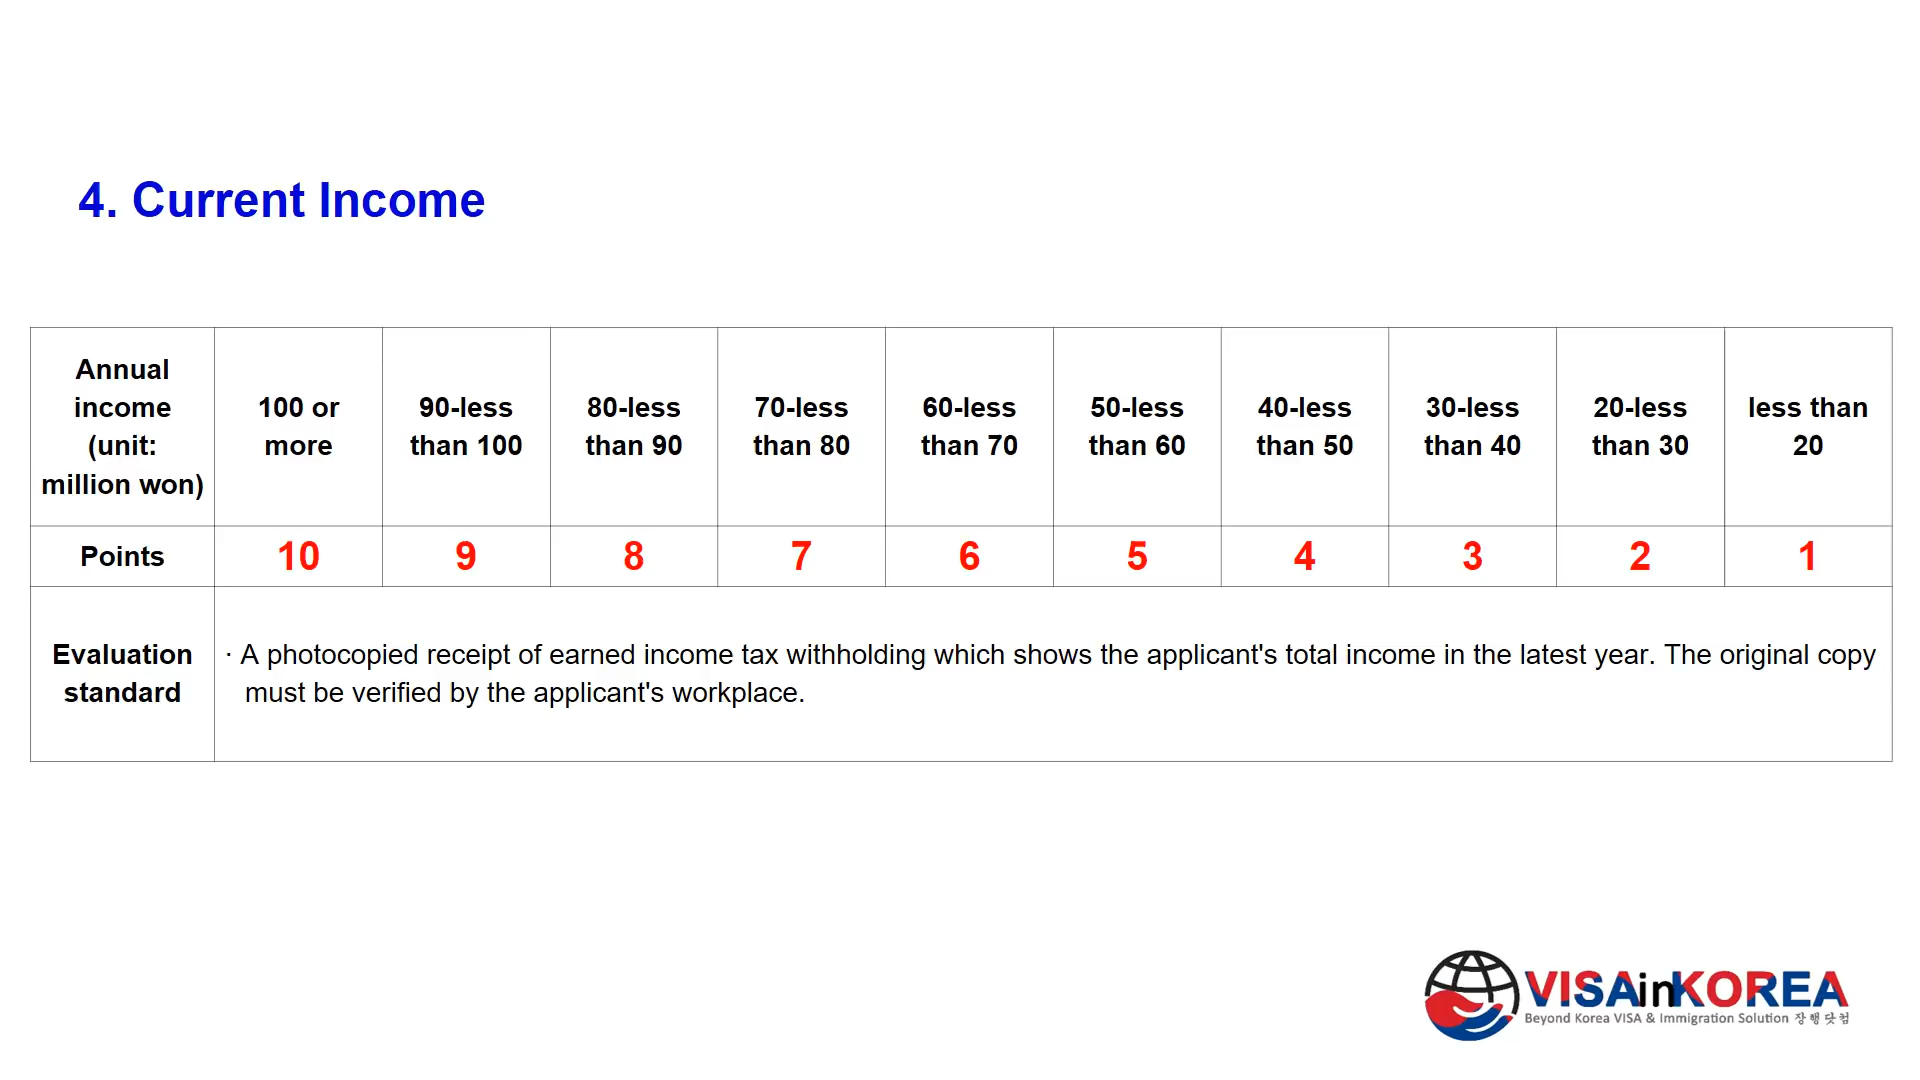 4. Current Income
Annual
income
(unit:
million won)
100 or
more
90-less
than 100
80-less
than 90
70-less
than 80
60-less
than 70
50-less
than 60
40-less
than 50
30-less
than 40
20-less
than 30
less than
20
Points
10
9
8
7
6
5
4
3
2
1
Evaluation
standard
· A photocopied receipt of earned income tax withholding which shows the applicant's total income in the latest year. The original copy
must be verified by the applicant's workplace.
VISAinKOREA
Beyond Korea VISA & Immigration Solution 장행닷컴